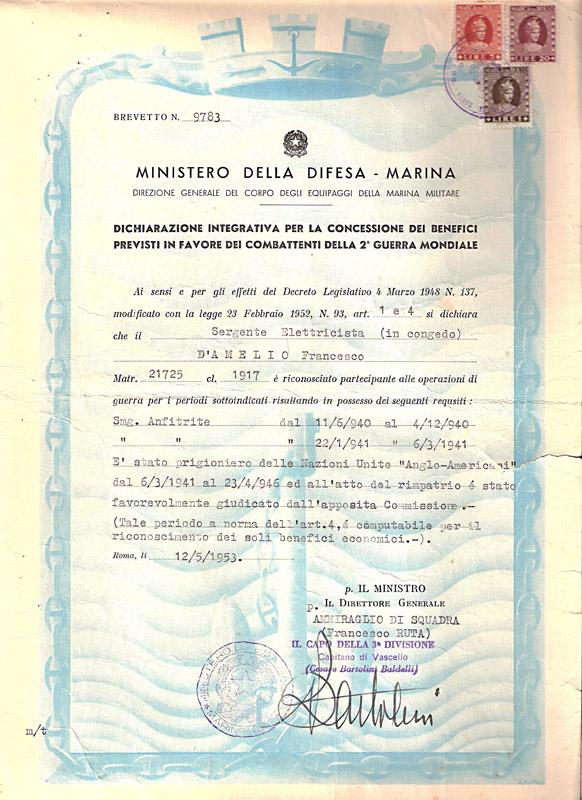 LIRE 5
LIRE 20
LIRE 1
BREVETTO N. 9783
MINISTERO DELLA DIFESA - MARINA
DIREZIONE GENERALE DEL CORPO DEGLI EQUIPAGGI DELLA MARINA MILITARE
DICHIARAZIONE INTEGRATIVA PER LA CONCESSIONE DEI BENEFICI
PREVISTI IN FAVORE DEI COMBATTENTI DELLA 2ª GUERRA MONDIALE
Ai sensi e per gli effetti del Decreto Legislativo 4 Marzo 1948 N. 137,
modificato con la legge 23 Febbraio 1952, N. 93, art. 1 e 4 si dichiara
che il Sergente Elettricista (in congedo)
D'AMELIO Francesco
Matr. 21725 cl. 1917 è riconosciuto partecipante alle operazioni di
guerra per i periodi sottoindicati risultando in possesso dei seguenti requsiti :
Smg. Anfitrite dal 11/6/940 al 4/12/940
" " " 22/1/941 " 6/3/1941
E' stato prigioniero delle Nazioni Unite "Anglo-Americani"
dal 6/3/1941 al 23/4/946 ed all'atto del rimpatrio é stato
favorevolmente giudicato dall'apposita Commissione.-
(Tale periodo a norma dell'art.4,é computabile per il
riconoscimento dei soli benefici economici.-).
Roma, lì 12/5/1953.
p. IL MINISTRO
p. IL DIRETTORE GENERALE
AMMIRAGLIO DI SQUADRA
(Francesco RUTA)
IL CAPO DELLA 3ª DIVISIONE
Capitano di Vascello
(Cesare Bartolini Baldelli)
Bartolini
MINISTERO DIFESA
m/t